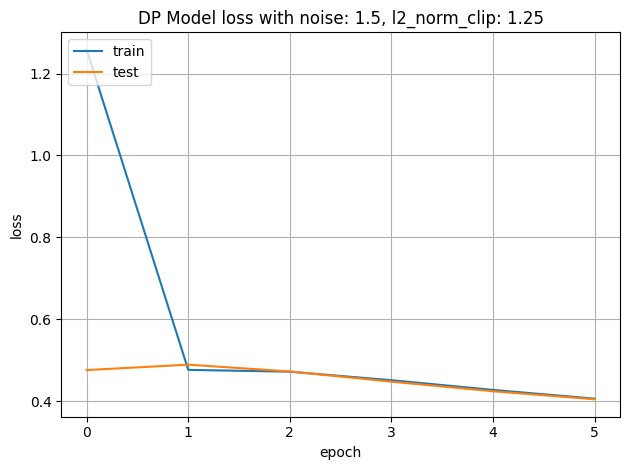 DP Model loss with noise: 1.5, l2_norm_clip: 1.25
train
test
1.2
1.0
0.8
0.6
0.4
loss
0 1 2 3 4 5
epoch